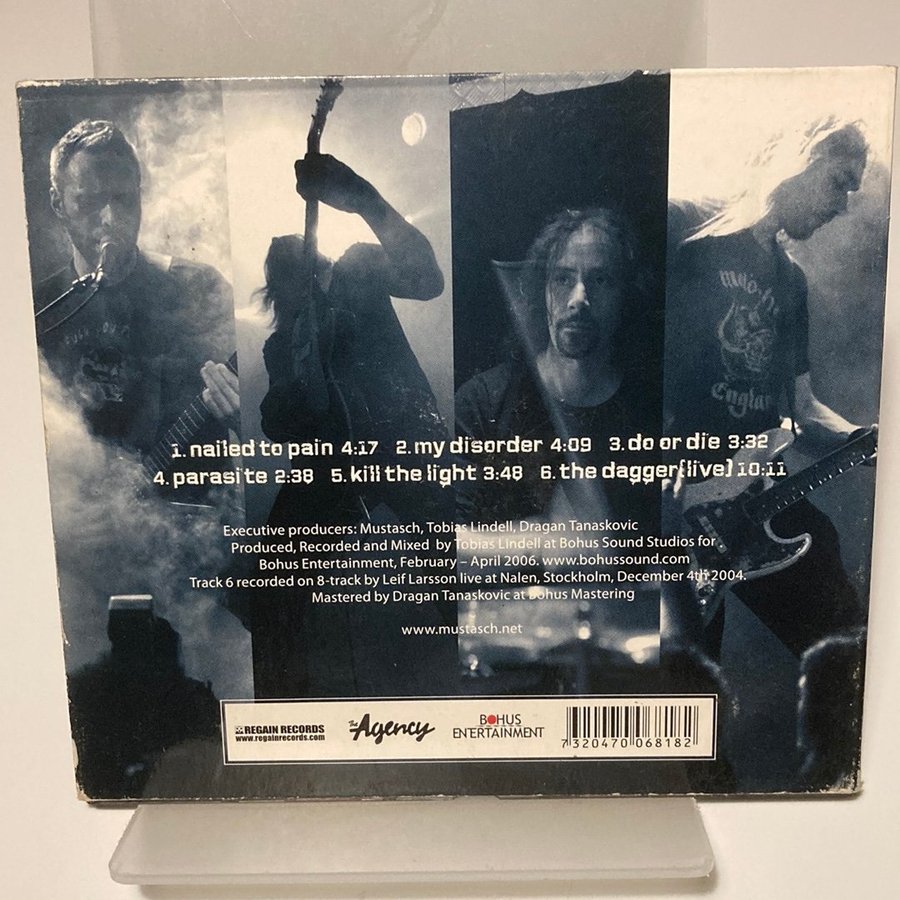 Motörh
England
1. nailed to pain 4:17 2. my disorder 4:09 3. do or die 3:32
4. parasite 2:38 5. kill the light 3:48 6. the dagger(live) 10:11
Executive producers: Mustasch, Tobias Lindell, Dragan Tanaskovic
Produced, Recorded and Mixed by Tobias Lindell at Bohus Sound Studios for
Bohus Entertainment, February – April 2006. www.bohussound.com
Track 6 recorded on 8-track by Leif Larsson live at Nalen, Stockholm, December 4th 2004.
Mastered by Dragan Tanaskovic at Bohus Mastering
www.mustasch.net
REGAIN RECORDS
www.regainrecords.com
The Agency
BOHUS
ENTERTAINMENT
7320470068182